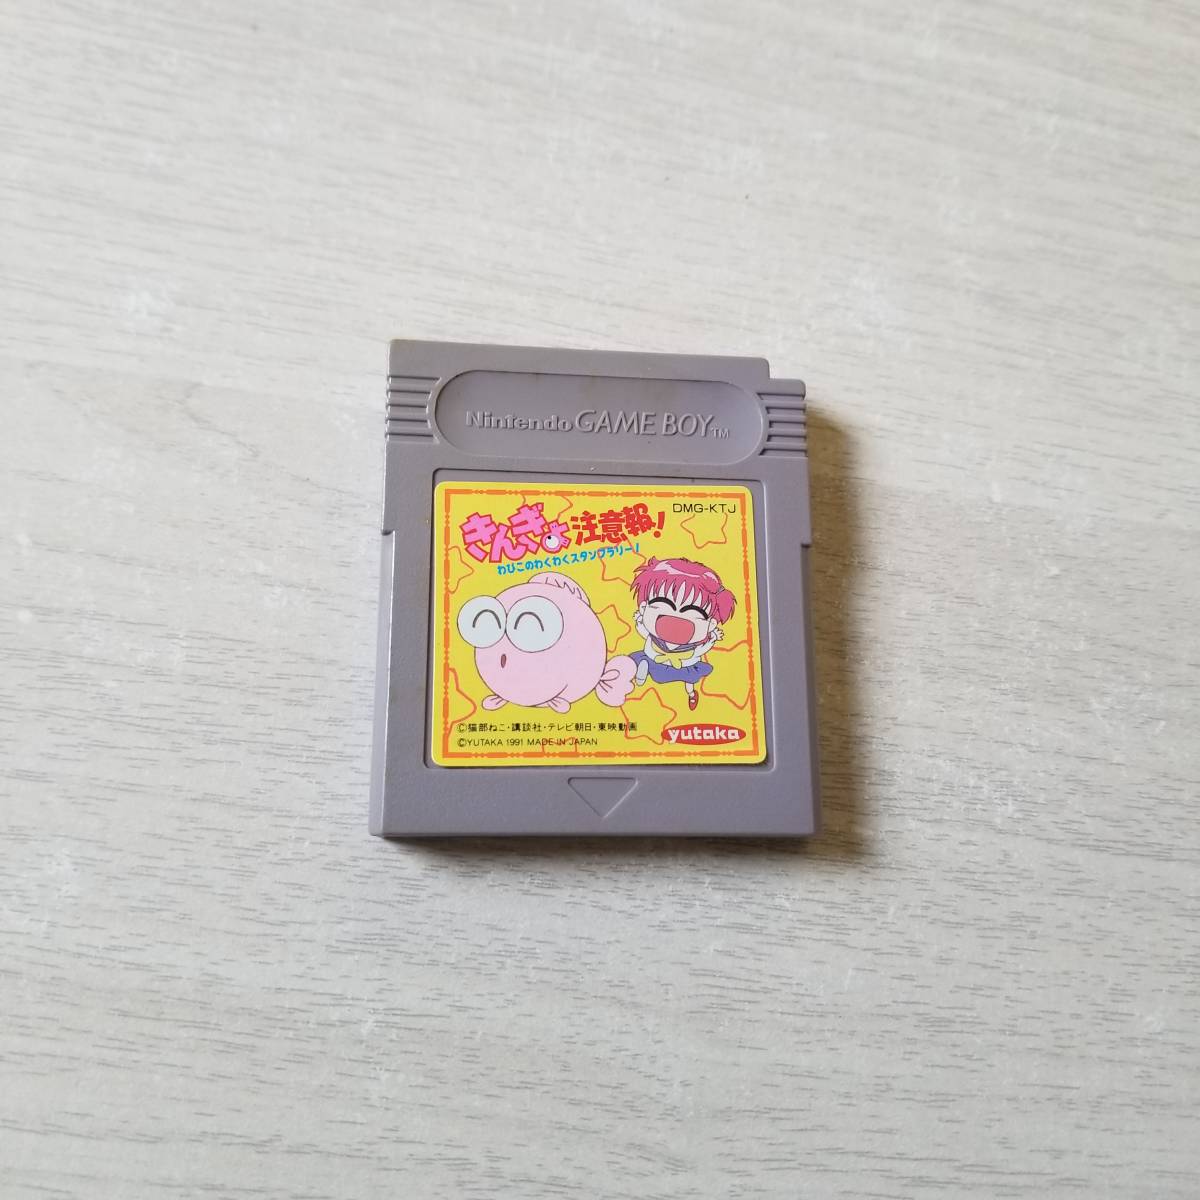 Nintendo GAME BOY TM
DMG-KTJ
きんぎょ注意報!
わぴこのわくわくスタンプラリー!
©猫部ねこ・講談社・テレビ朝日・東映動画
©YUTAKA 1991 MADE IN JAPAN
yutaka